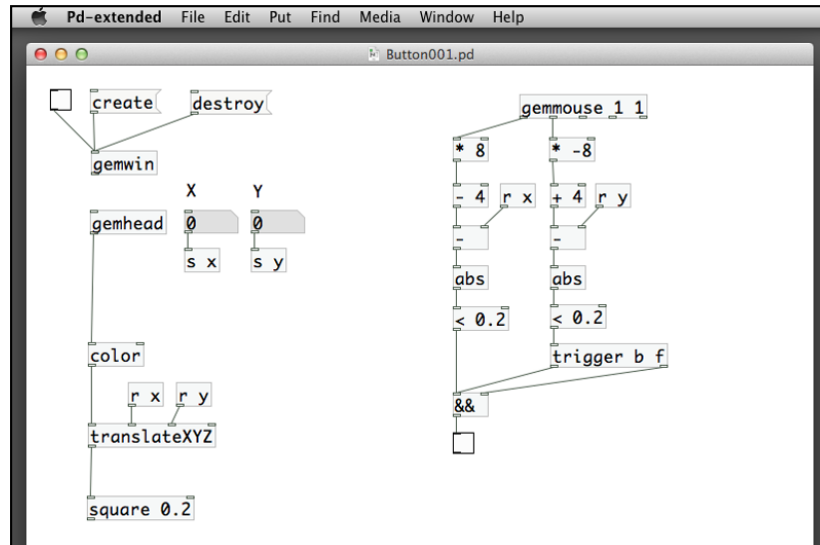 Pd-extended File Edit Put Find Media Window Help
Button001.pd
create
destroy
gemwin
X
Y
gemhead
0
0
s x
s y
color
r x
r y
translateXYZ
square 0.2
gemmouse 1 1
* 8
* -8
- 4
r x
+ 4
r y
-
-
abs
abs
< 0.2
< 0.2
trigger b f
&&